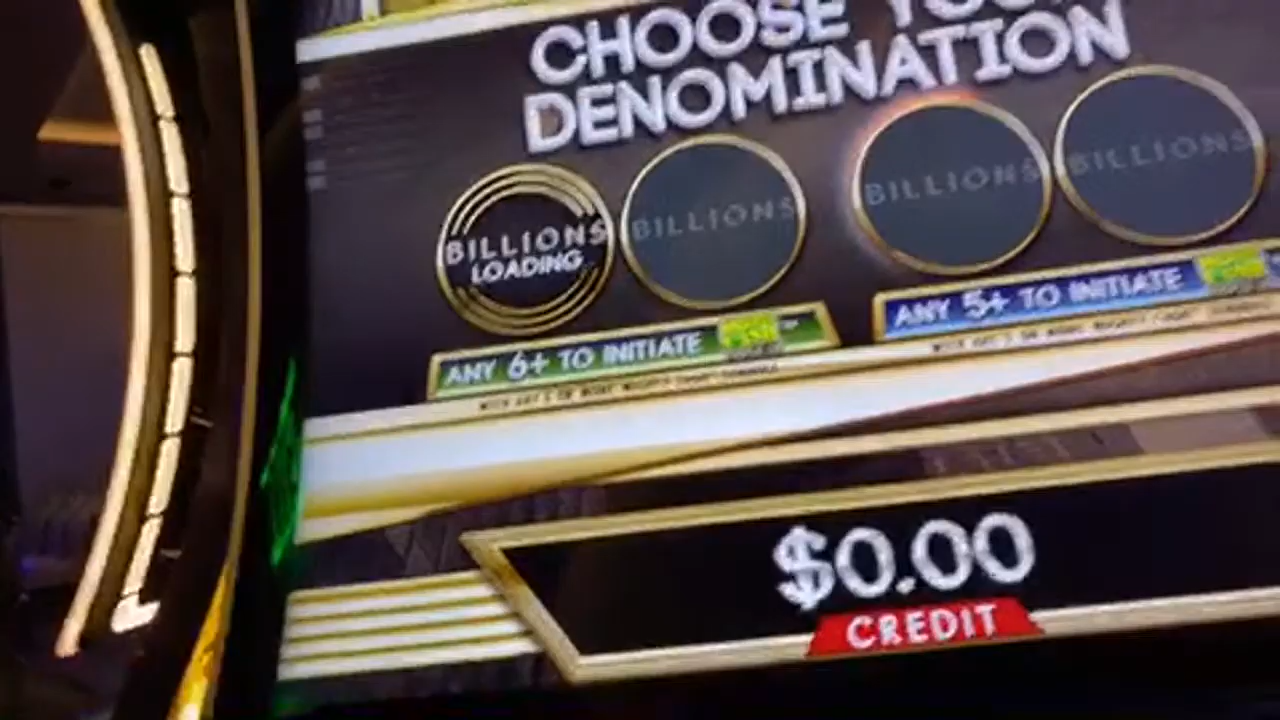 CHOOSE YOUR
DENOMINATION
BILLIONS
LOADING
BILLIONS
BILLIONS
BILLIONS
ANY 6+ TO INITIATE
ANY 5+ TO INITIATE
$0.00
CREDIT